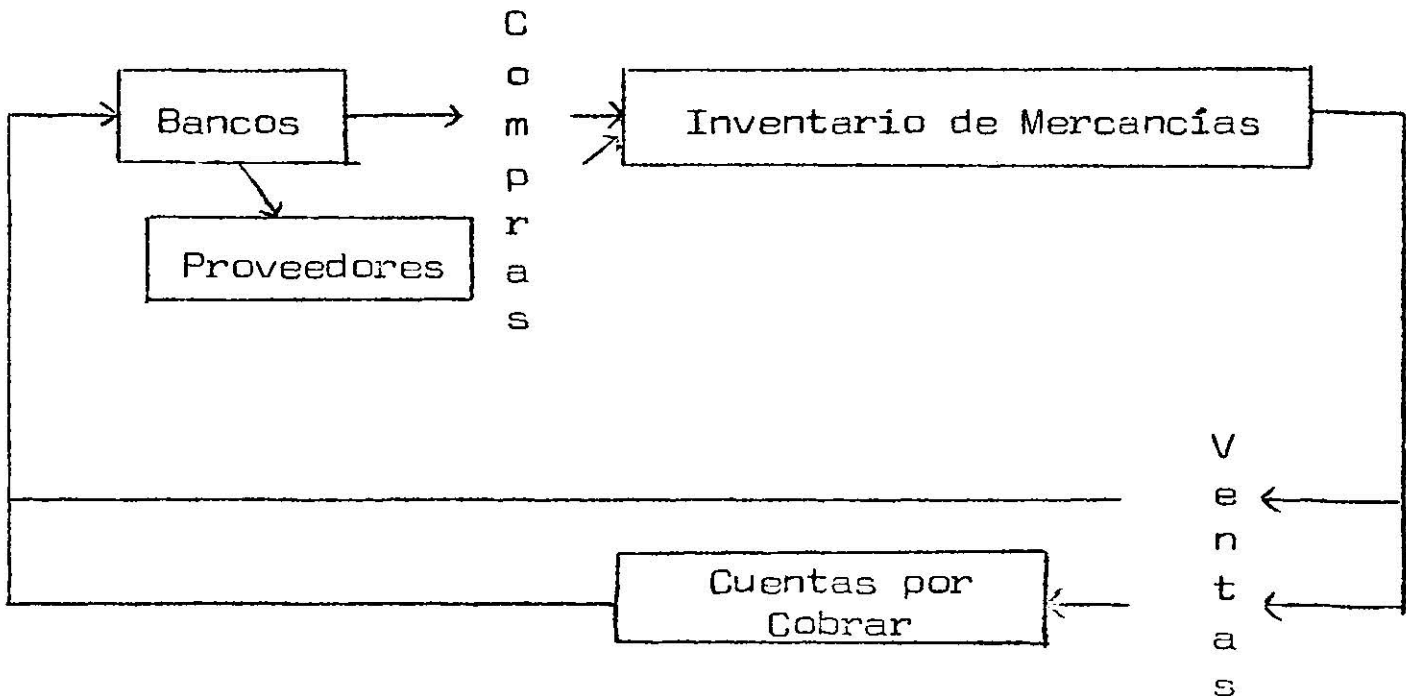 Compras
Bancos
Inventario de Mercancías
Proveedores
Ventas
Cuentas por
Cobrar